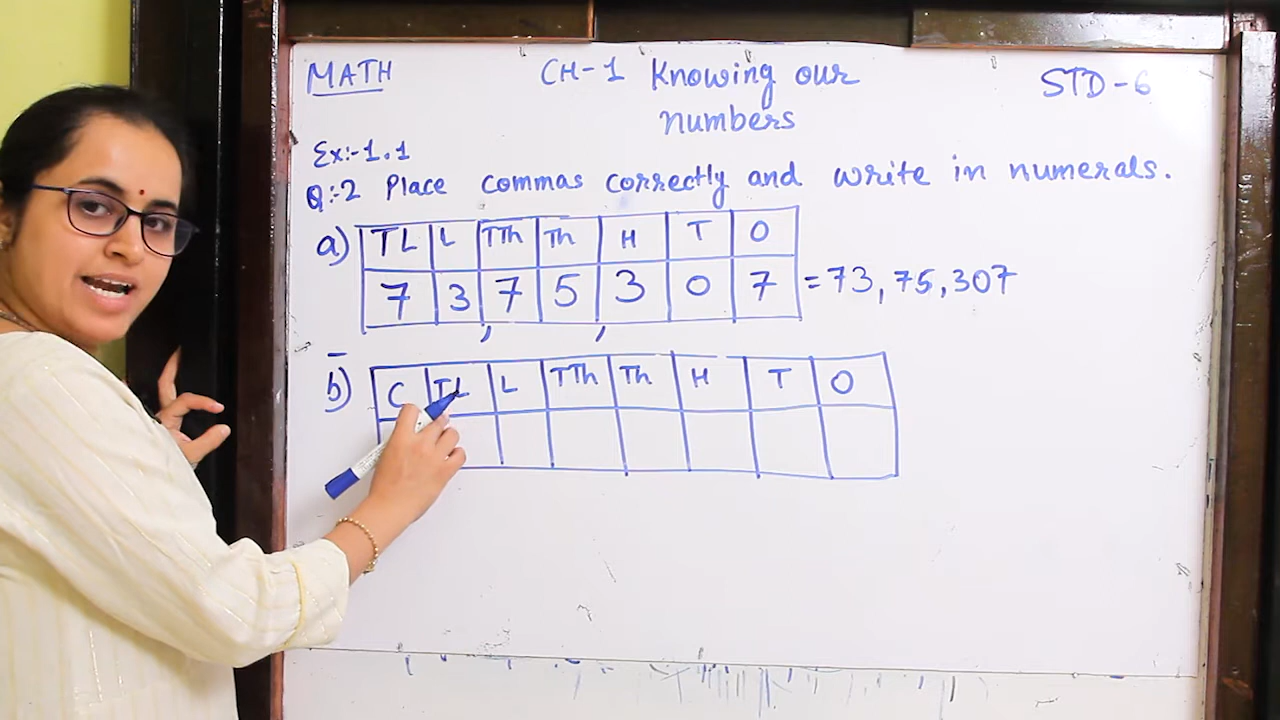 MATH
CH-1 Knowing our
numbers
STD-6
Ex:-1.1
Q:-2 Place commas correctly and write in numerals.
a) TL L TTh Th H T O
7 3 7 5 3 0 7 = 73,75,307
, ,
b) C TL L TTh Th H T O